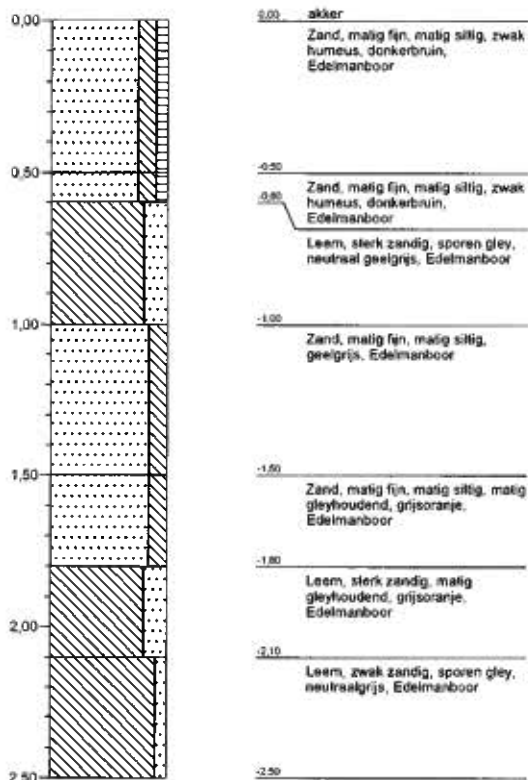 0,00
0,50
1,00
1,50
2,00
2,50
0,00 akker
Zand, matig fijn, matig siltig, zwak
humeus, donkerbruin,
Edelmanboor
-0,50
Zand, matig fijn, matig siltig, zwak
humeus, donkerbruin,
Edelmanboor
-0,60
Leem, sterk zandig, sporen gley,
neutraal geelgrijs, Edelmanboor
-1,00
Zand, matig fijn, matig siltig,
geelgrijs, Edelmanboor
-1,50
Zand, matig fijn, matig siltig, matig
gleyhoudend, grijsoranje,
Edelmanboor
-1,80
Leem, sterk zandig, matig
gleyhoudend, grijsoranje,
Edelmanboor
-2,10
Leem, zwak zandig, sporen gley,
neutraalgrijs, Edelmanboor
-2,50